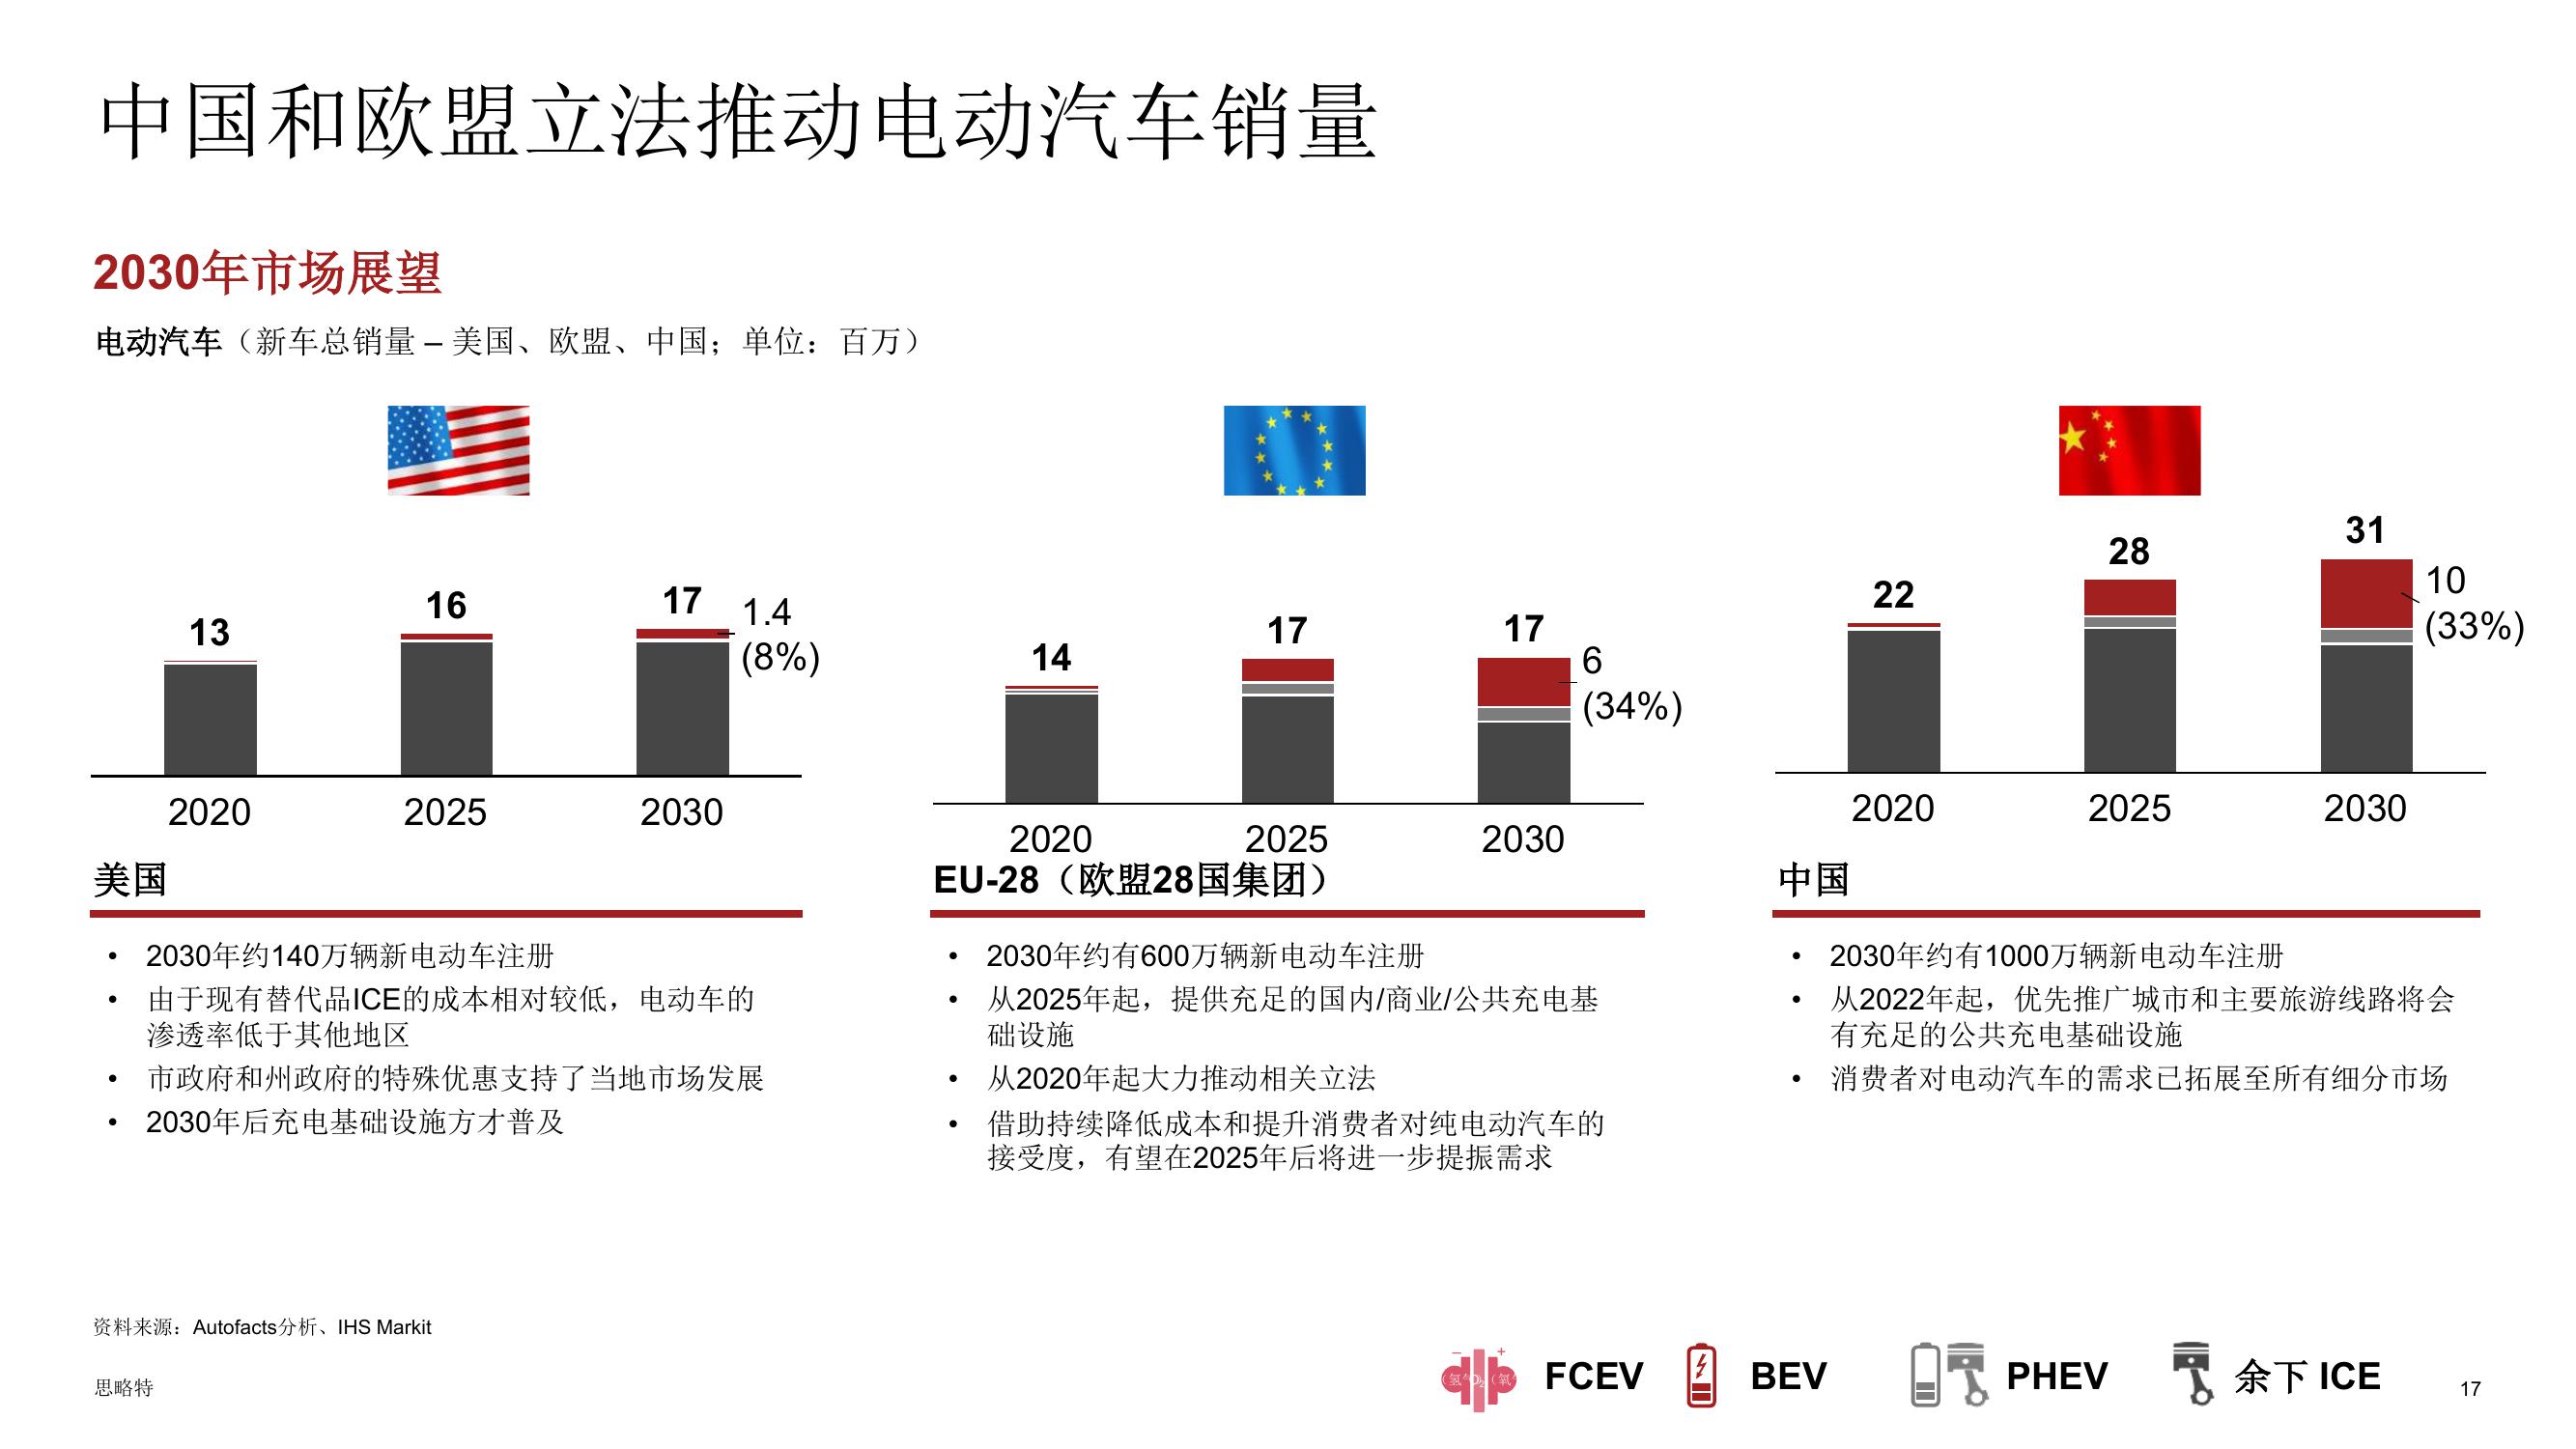 中国和欧盟立法推动电动汽车销量
2030年市场展望
电动汽车（新车总销量 – 美国、欧盟、中国；单位：百万）
13
16
17
1.4
(8%)
2020
2025
2030
美国
• 2030年约140万辆新电动车注册
• 由于现有替代品ICE的成本相对较低，电动车的
渗透率低于其他地区
• 市政府和州政府的特殊优惠支持了当地市场发展
• 2030年后充电基础设施方才普及
14
17
17
6
(34%)
2020
2025
2030
EU-28（欧盟28国集团）
• 2030年约有600万辆新电动车注册
• 从2025年起，提供充足的国内/商业/公共充电基
础设施
• 从2020年起大力推动相关立法
• 借助持续降低成本和提升消费者对纯电动汽车的
接受度，有望在2025年后将进一步提振需求
22
28
31
10
(33%)
2020
2025
2030
中国
• 2030年约有1000万辆新电动车注册
• 从2022年起，优先推广城市和主要旅游线路将会
有充足的公共充电基础设施
• 消费者对电动汽车的需求已拓展至所有细分市场
资料来源：Autofacts分析、IHS Markit
思略特
FCEV
BEV
PHEV
余下 ICE
17